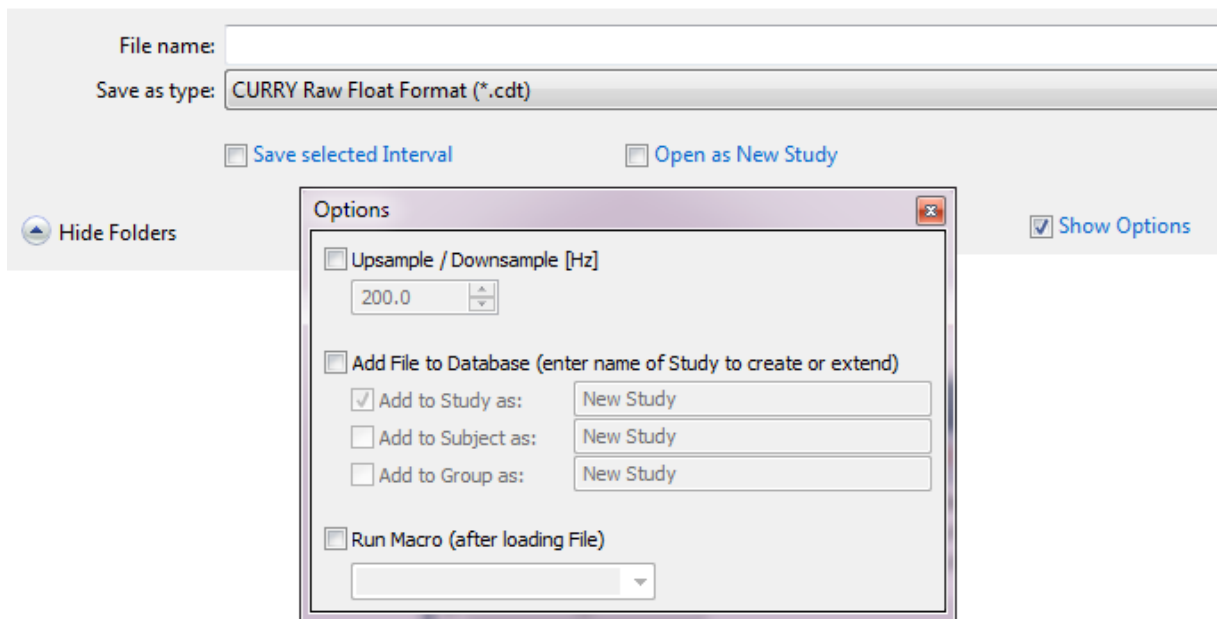 File name:
Save as type: CURRY Raw Float Format (*.cdt)
Save selected Interval Open as New Study
Hide Folders
Show Options
Options
Upsample / Downsample [Hz]
200.0
Add File to Database (enter name of Study to create or extend)
Add to Study as: New Study
Add to Subject as: New Study
Add to Group as: New Study
Run Macro (after loading File)